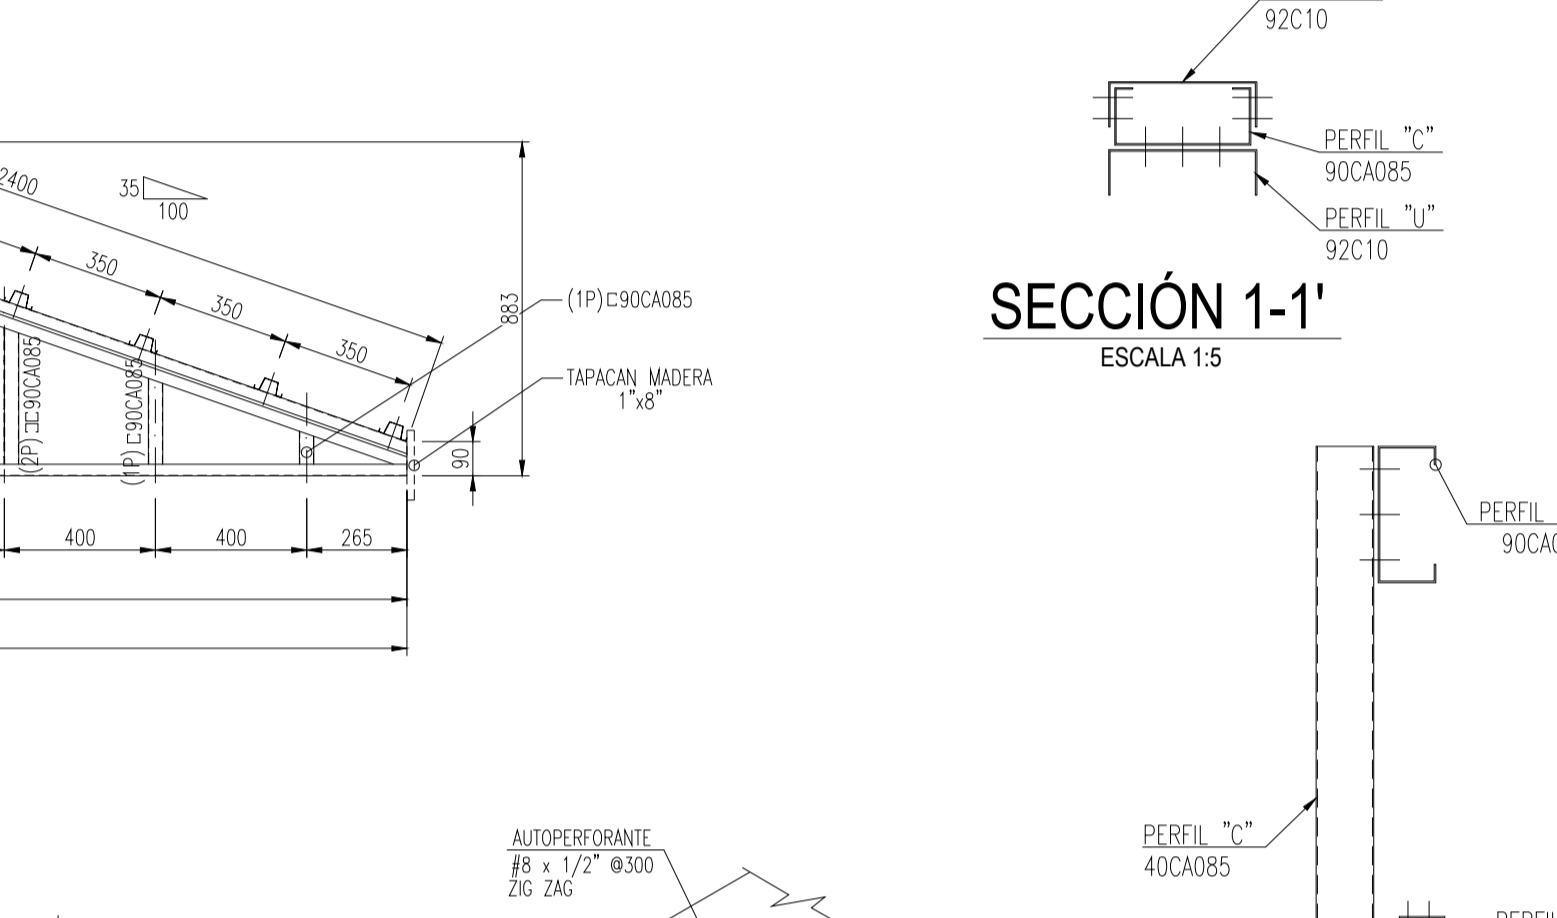 92C10
PERFIL "C"
90CA085
PERFIL "U"
92C10
SECCIÓN 1-1'
ESCALA 1:5
2400
35
100
350
350
350
883
(1P)⊏90CA085
TAPACAN MADERA
1"x8"
(2P)⊐⊏90CA085
(1P)⊏90CA085
90
400
400
265
PERFIL
PERFIL "C"
40CA085
AUTOPERFORANTE
#8 x 1/2" @300
ZIG ZAG